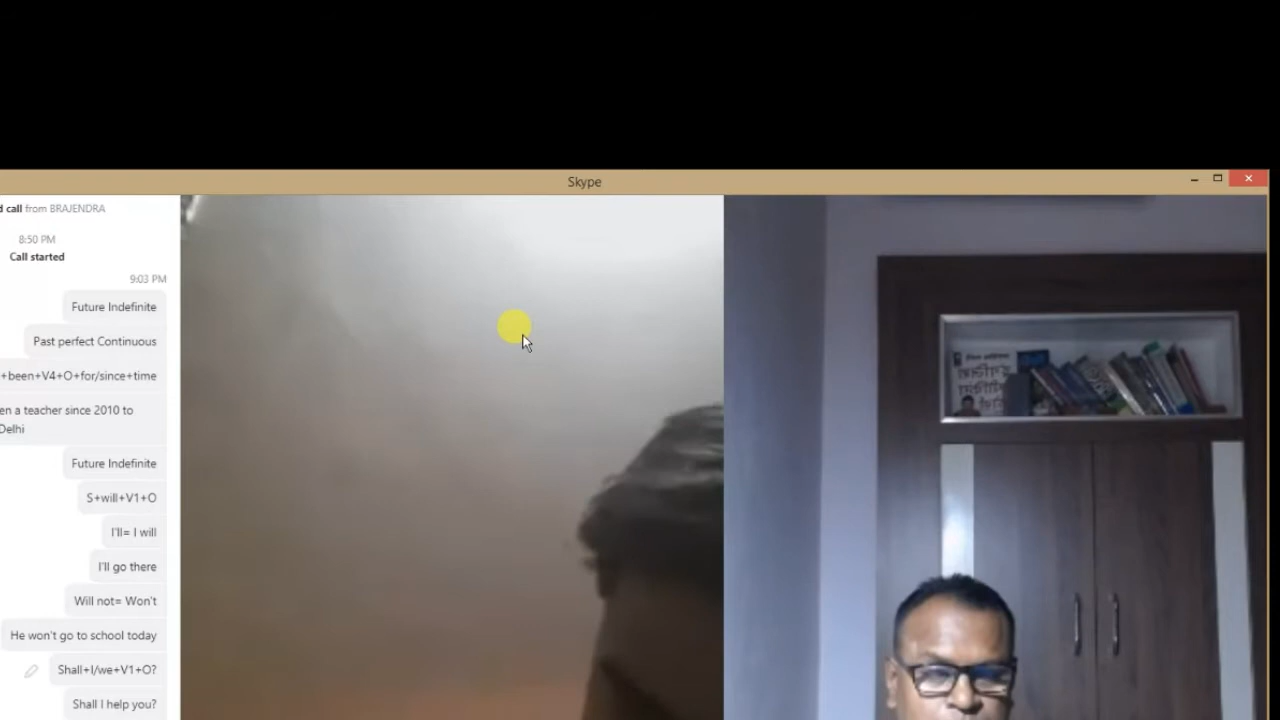 Skype
d call from BRAJENDRA
8:50 PM
Call started
9:03 PM
Future Indefinite
Past perfect Continuous
+been+V4+O+for/since+time
en a teacher since 2010 to
Delhi
Future Indefinite
S+will+V1+O
I'll= I will
I'll go there
Will not= Won't
He won't go to school today
Shall+I/we+V1+O?
Shall I help you?